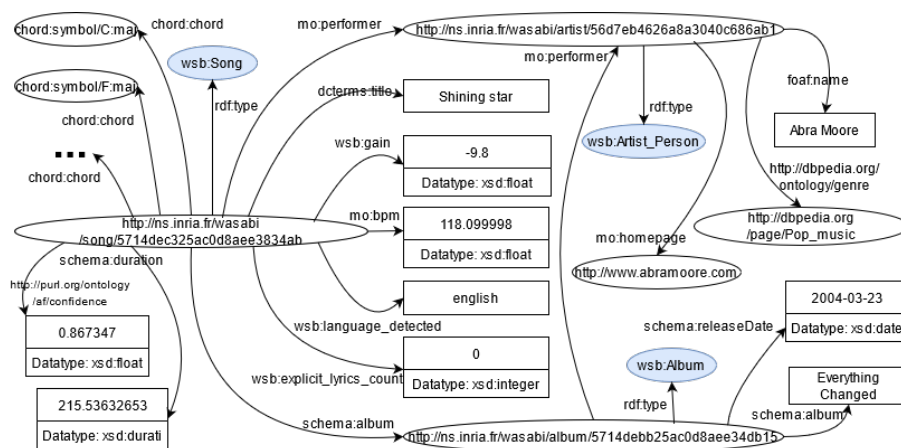 chord:symbol/C:maj
chord:chord
wsb:Song
mo:performer
http://ns.inria.fr/wasabi/artist/56d7eb4626a8a3040c686ab1
mo:performer
chord:symbol/F:maj
rdf:type
dcterms:title
Shining star
rdf:type
foaf:name
chord:chord
Abra Moore
wsb:gain
-9.8
Datatype: xsd:float
wsb:Artist_Person
...
chord:chord
http://dbpedia.org/
ontology/genre
http://ns.inria.fr/wasabi
/song/5714dec325ac0d8aee3834ab
mo:bpm
118.099998
Datatype: xsd:float
http://dbpedia.org
/page/Pop_music
mo:homepage
http://www.abramoore.com
schema:duration
http://purl.org/ontology
/af/confidence
english
2004-03-23
Datatype: xsd:date
0.867347
Datatype: xsd:float
wsb:language_detected
schema:releaseDate
0
Datatype: xsd:integer
wsb:explicit_lyrics_count
wsb:Album
Everything
Changed
215.53632653
Datatype: xsd:durati
rdf:type
schema:album
schema:album
http://ns.inria.fr/wasabi/album/5714debb25ac0d8aee34db15